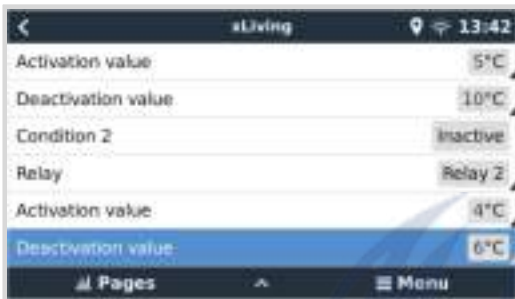 xLiving 13:42
Activation value 5°C
Deactivation value 10°C
Condition 2 Inactive
Relay Relay 2
Activation value 4°C
Deactivation value 6°C
Pages Menu